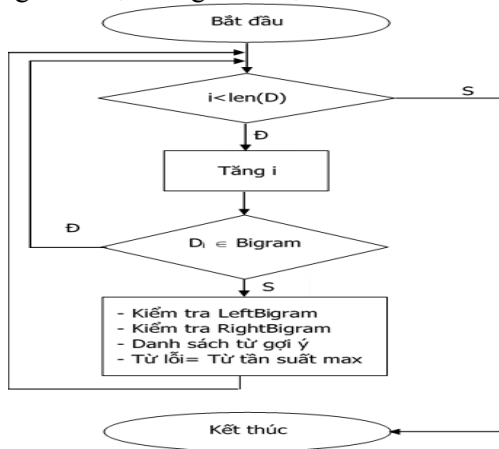 Bắt đầu
i<len(D)
S
Đ
Tăng i
Đ
Dᵢ ∈ Bigram
S
- Kiểm tra LeftBigram
- Kiểm tra RightBigram
- Danh sách từ gợi ý
- Từ lỗi= Từ tần suất max
Kết thúc